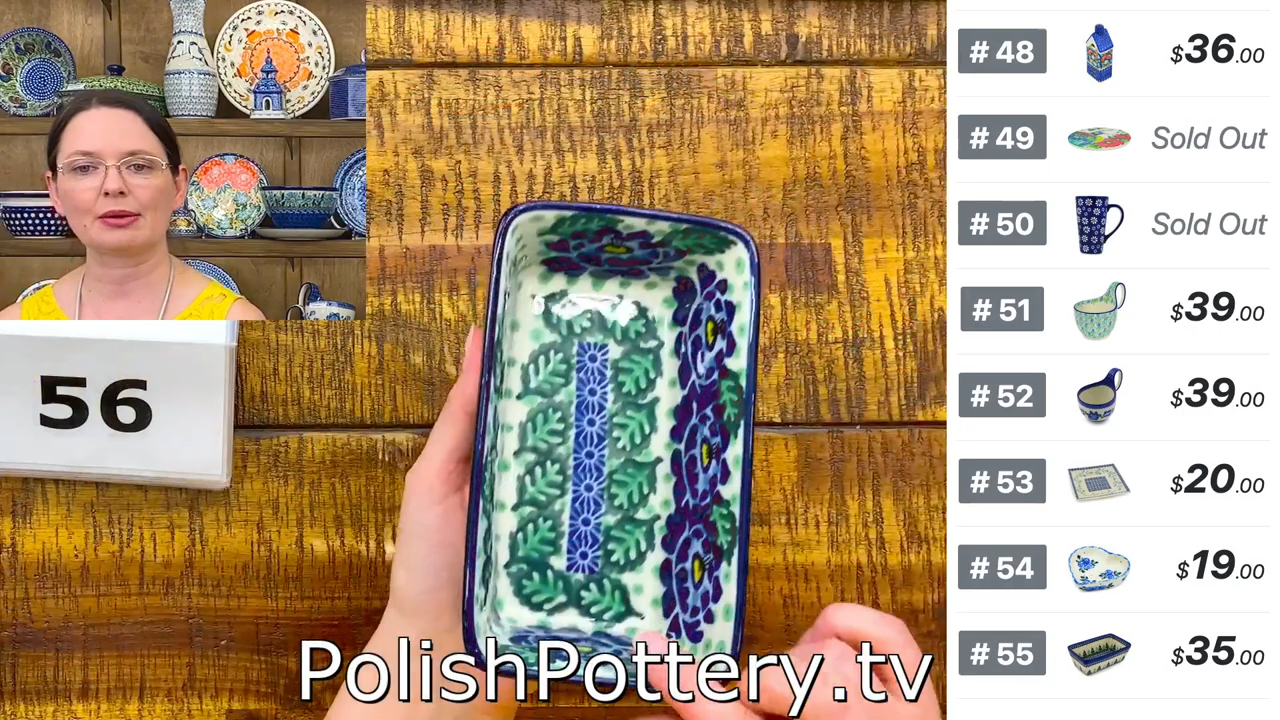 56
PolishPottery.tv
# 48 $36.00
# 49 Sold Out
# 50 Sold Out
# 51 $39.00
# 52 $39.00
# 53 $20.00
# 54 $19.00
# 55 $35.00